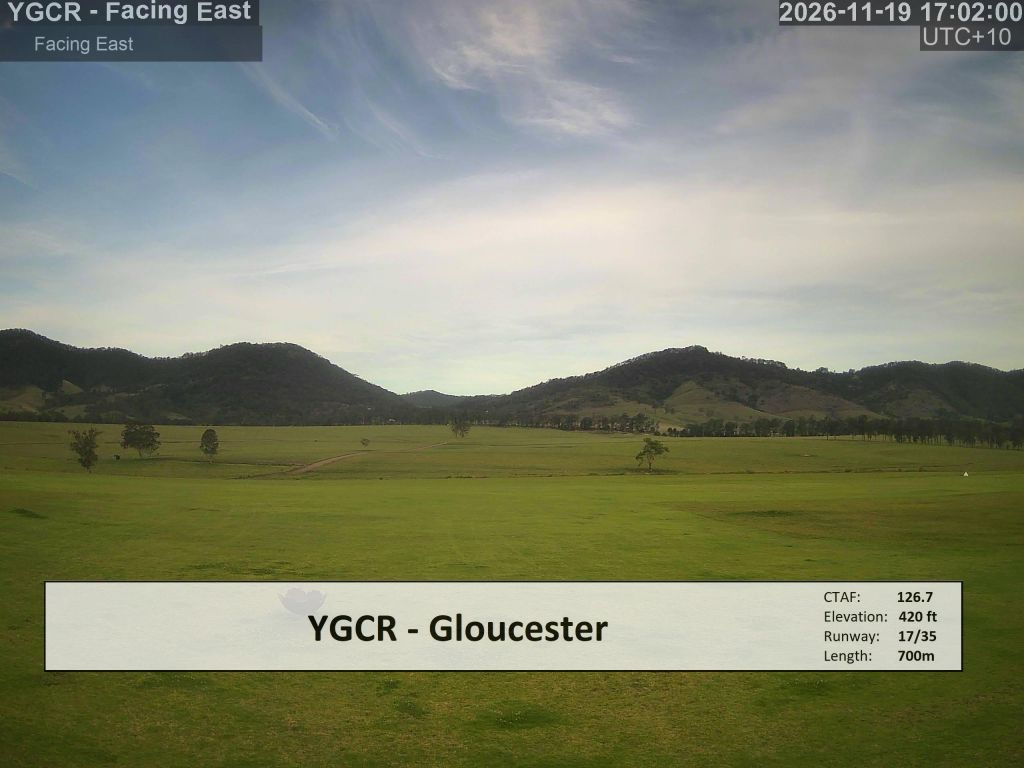 YGCR - Facing East
Facing East
2026-11-19 17:02:00
UTC+10
YGCR - Gloucester
CTAF: 126.7
Elevation: 420 ft
Runway: 17/35
Length: 700m